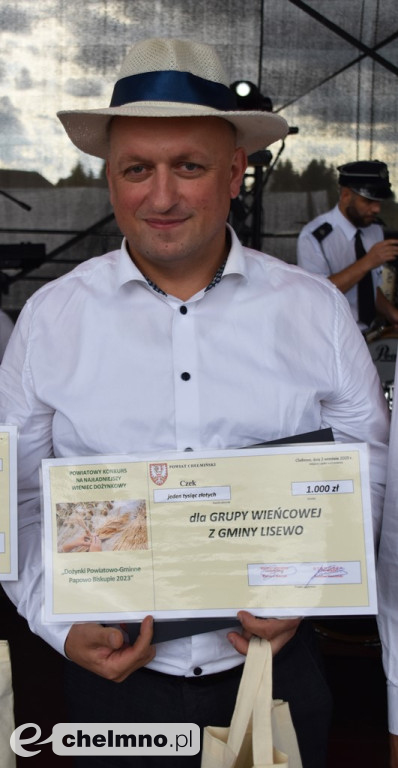 POWIATOWY KONKURS
NA NAJŁADNIEJSZY
WIENIEC DOŻYNKOWY
„Dożynki Powiatowo-Gminne
Papowo Biskupie 2023”
POWIAT CHEŁMIŃSKI
Czek
jeden tysiąc złotych
1.000 zł
dla GRUPY WIEŃCOWEJ
Z GMINY LISEWO
e-chelmno.pl